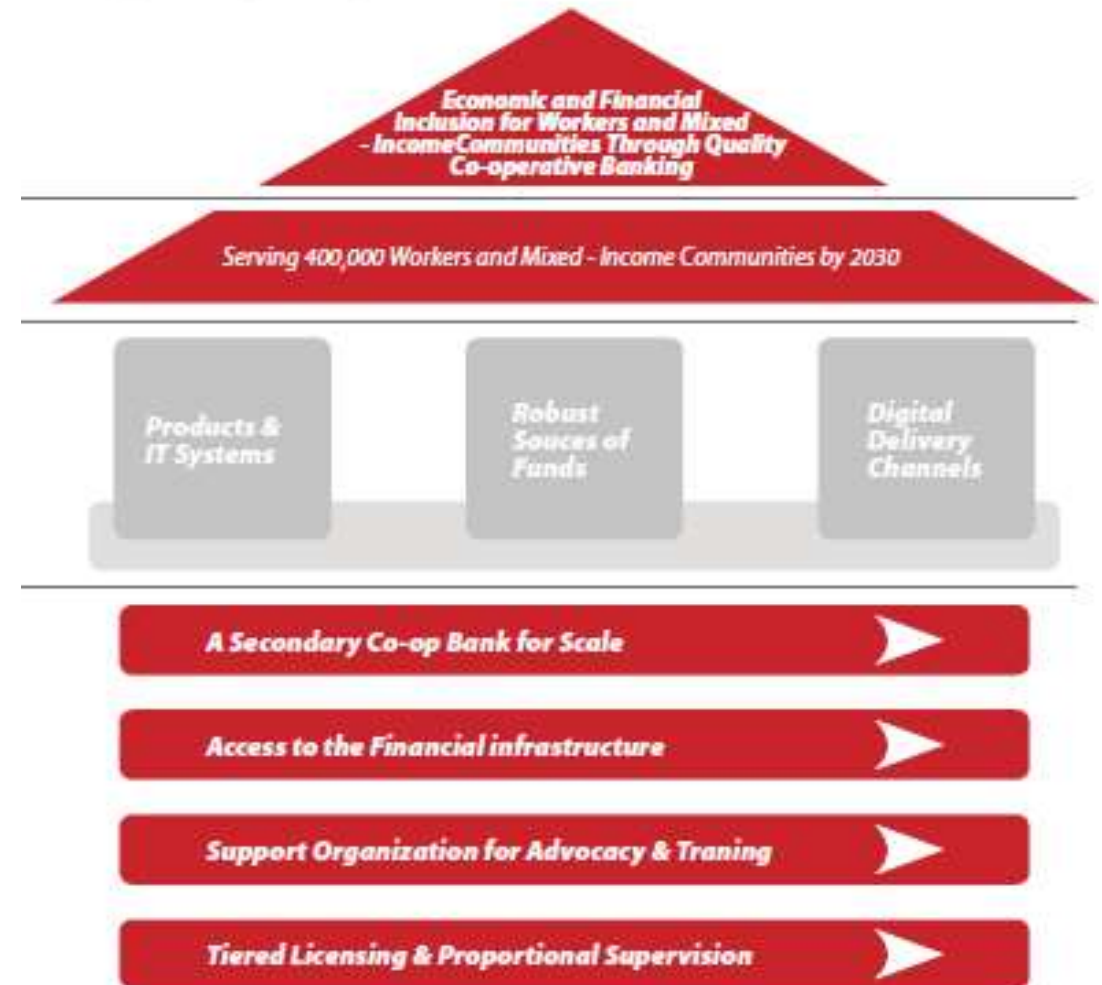 Economic and Financial
Inclusion for Workers and Mixed
- IncomeCommunities Through Quality
Co-operative Banking
Serving 400,000 Workers and Mixed - Income Communities by 2030
Products &
IT Systems
Robust
Souces of
Funds
Digital
Delivery
Channels
A Secondary Co-op Bank for Scale
Access to the Financial infrastructure
Support Organization for Advocacy & Traning
Tiered Licensing & Proportional Supervision